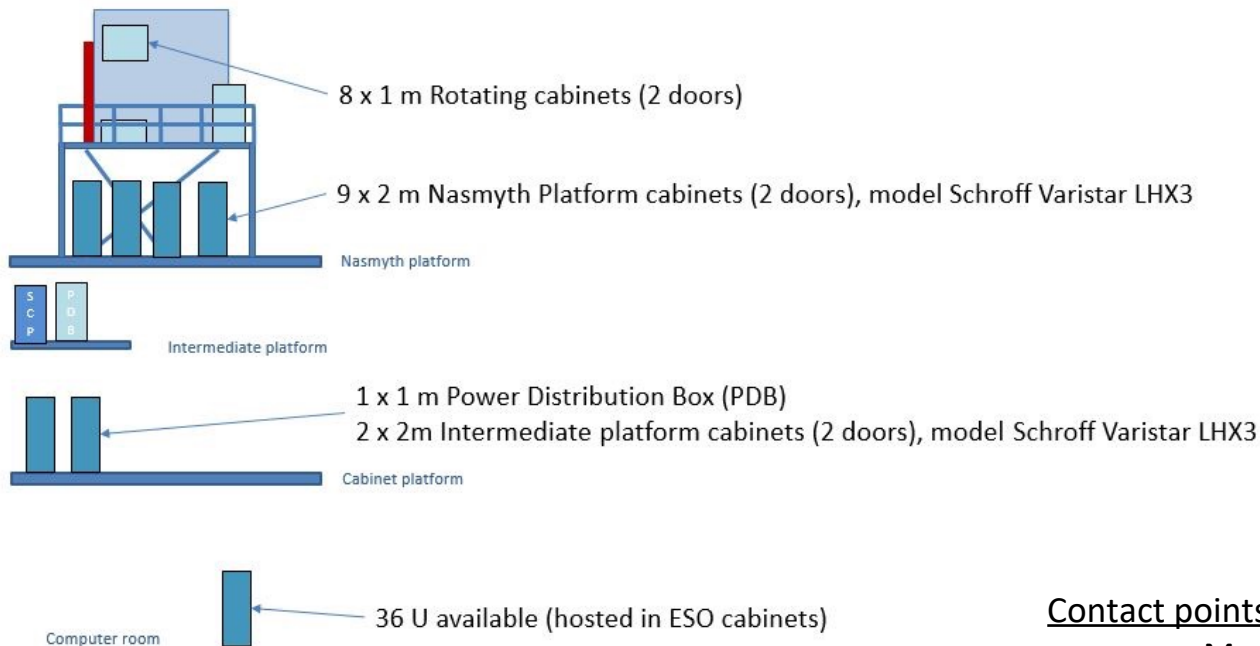 8 x 1 m Rotating cabinets (2 doors)
9 x 2 m Nasmyth Platform cabinets (2 doors), model Schroff Varistar LHX3
Nasmyth platform
SCP
PDB
Intermediate platform
1 x 1 m Power Distribution Box (PDB)
2 x 2m Intermediate platform cabinets (2 doors), model Schroff Varistar LHX3
Cabinet platform
36 U available (hosted in ESO cabinets)
Contact points
Computer room